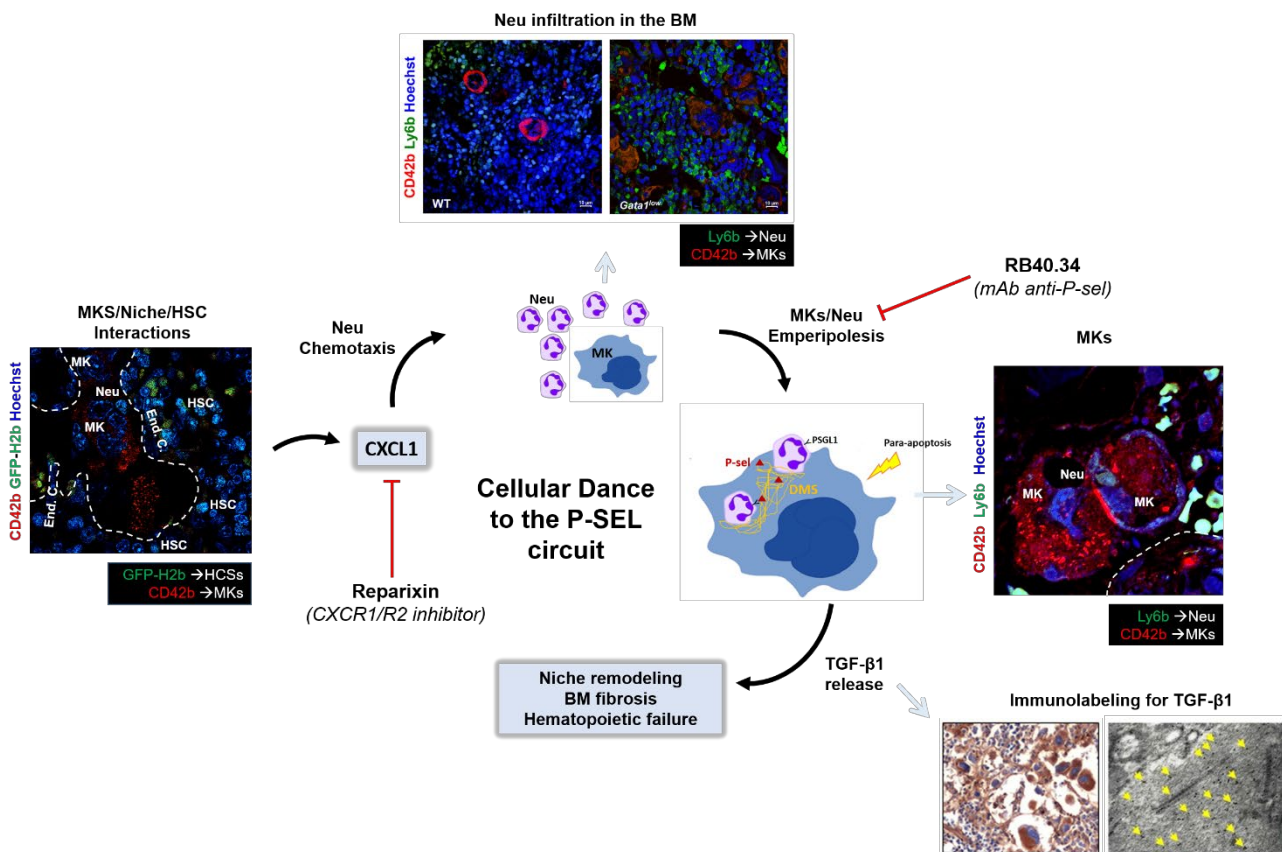 Neu infiltration in the BM
CD42b Ly6b Hoechst
WT
10 µm
Gata1low
10 µm
Ly6b →Neu
CD42b →MKs
RB40.34
(mAb anti-P-sel)
MKs/Neu
Emperipolesis
Neu
MK
MKS/Niche/HSC
Interactions
CD42b GFP-H2b Hoechst
MK
Neu
HSC
MK
End. C.
End. C.
HSC
HSC
GFP-H2b →HCSs
CD42b →MKs
Neu
Chemotaxis
CXCL1
Reparixin
(CXCR1/R2 inhibitor)
Cellular Dance
to the P-SEL
circuit
PSGL1
P-sel
DMS
Para-apoptosis
MKs
CD42b Ly6b Hoechst
Neu
MK
MK
Ly6b →Neu
CD42b →MKs
TGF-β1
release
Niche remodeling
BM fibrosis
Hematopoietic failure
Immunolabeling for TGF-β1